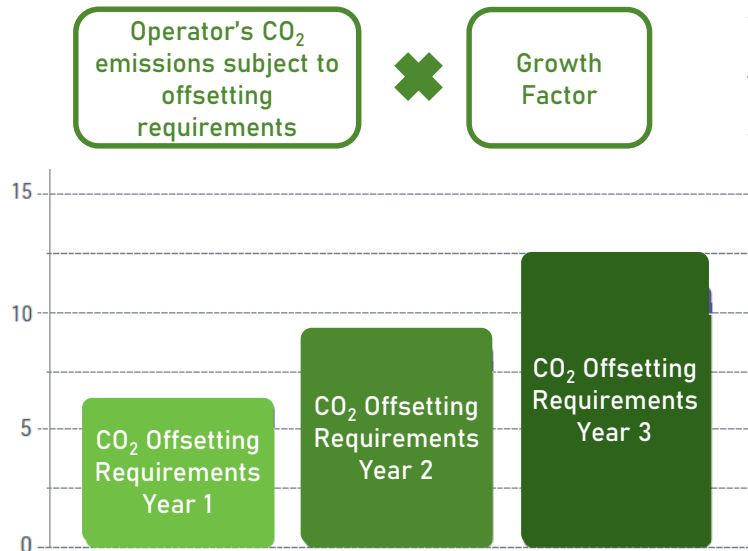 Operator's CO₂
emissions subject to
offsetting
requirements
Growth
Factor
15
10
5
0
CO₂ Offsetting
Requirements
Year 1
CO₂ Offsetting
Requirements
Year 2
CO₂ Offsetting
Requirements
Year 3